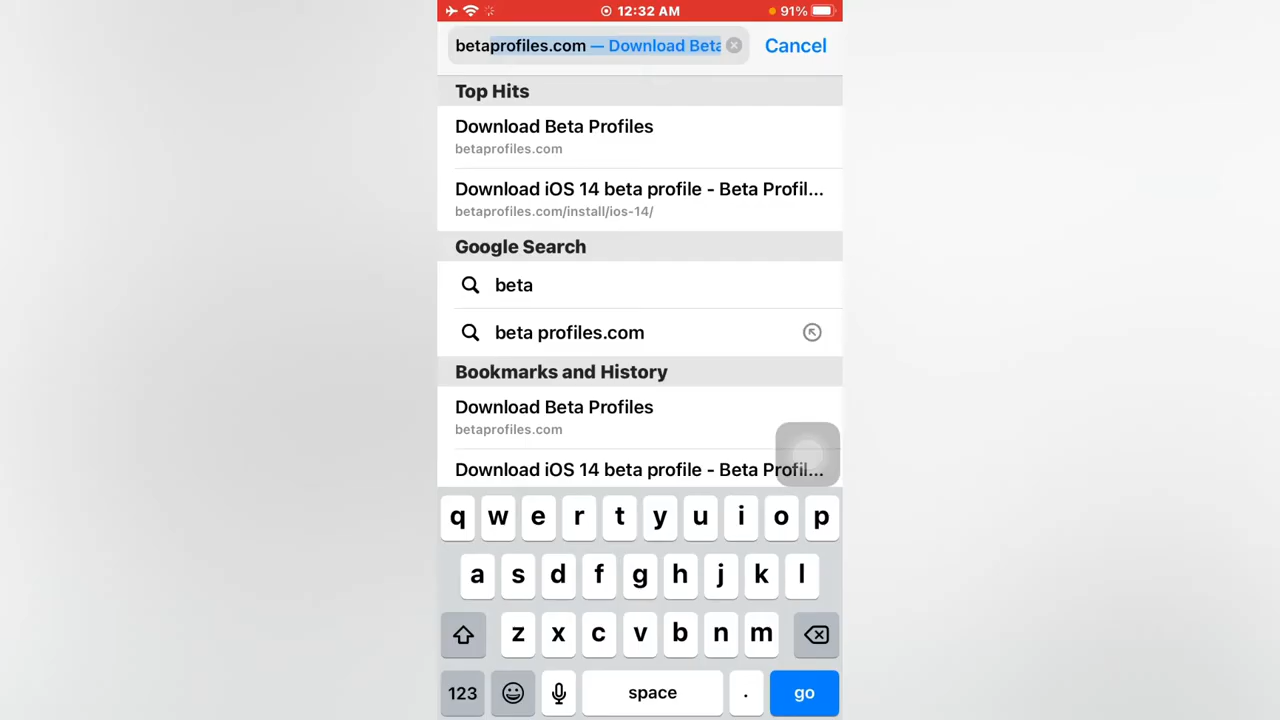 12:32 AM
91%
betaprofiles.com — Download Beta
Cancel
Top Hits
Download Beta Profiles
betaprofiles.com
Download iOS 14 beta profile - Beta Profil...
betaprofiles.com/install/ios-14/
Google Search
beta
beta profiles.com
Bookmarks and History
Download Beta Profiles
betaprofiles.com
Download iOS 14 beta profile - Beta Profil...
q w e r t y u i o p
a s d f g h j k l
z x c v b n m
123 space . go